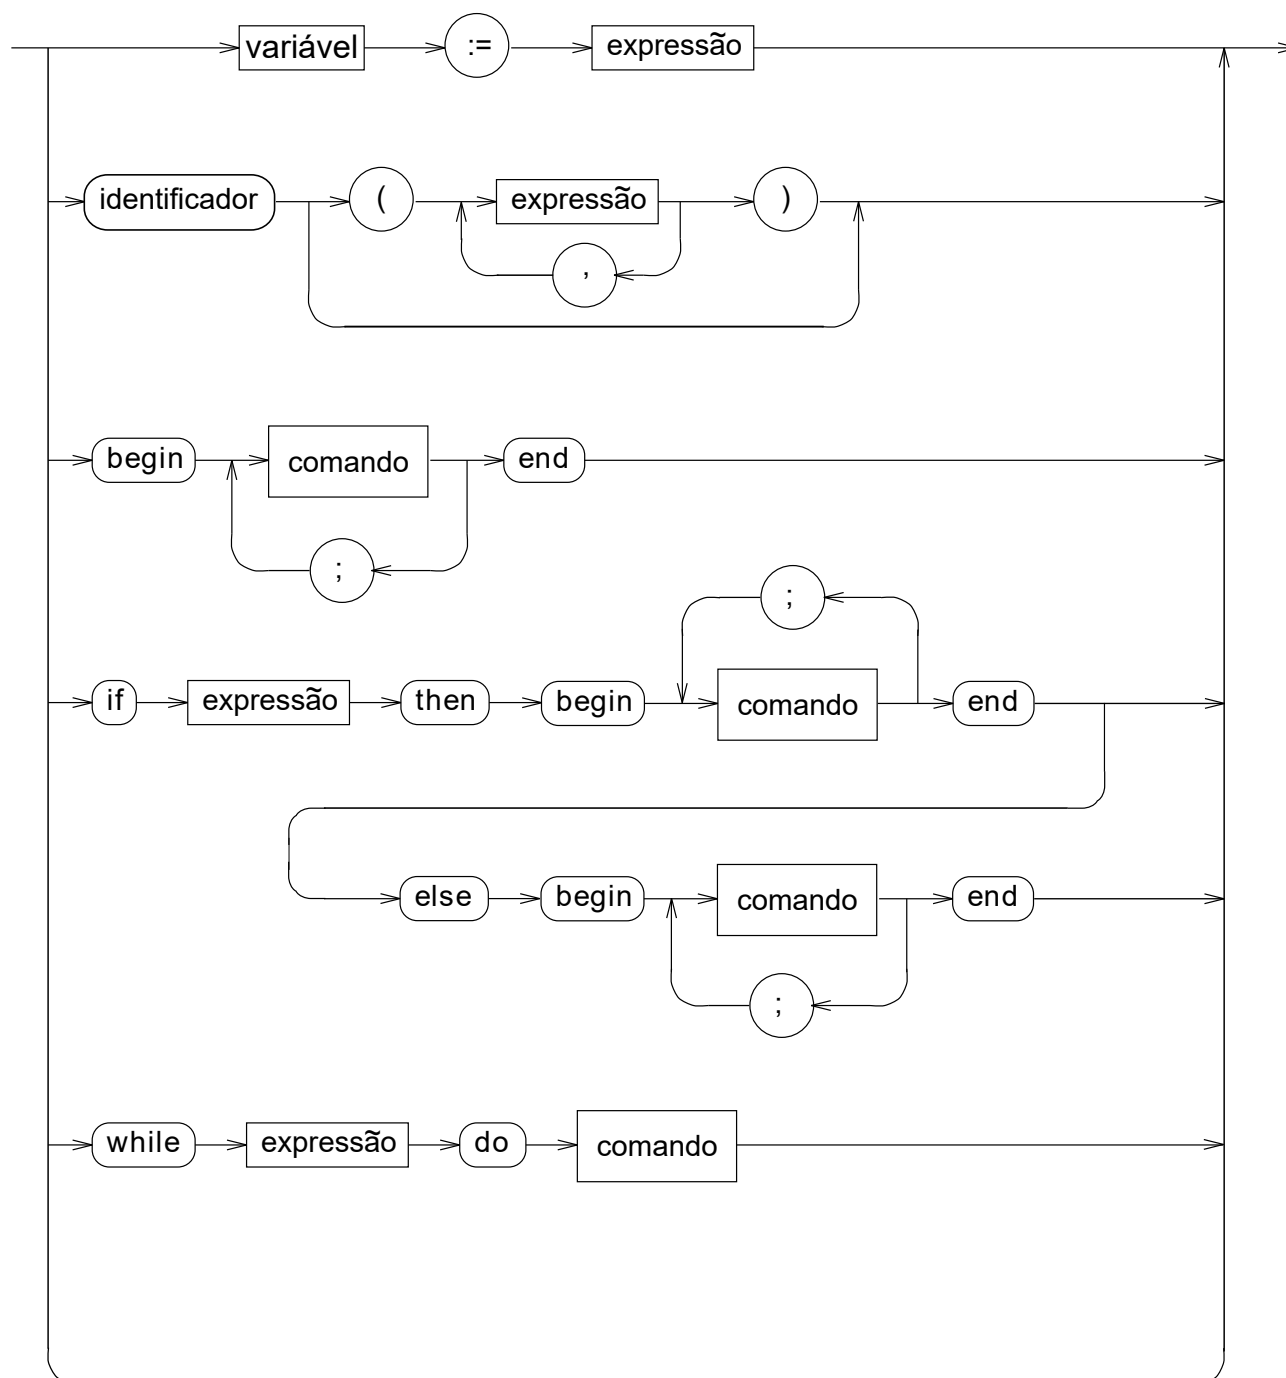 variável := expressão
identificador ( expressão )
,
begin comando end
;
;
if expressão then begin comando end
else begin comando end
;
while expressão do comando